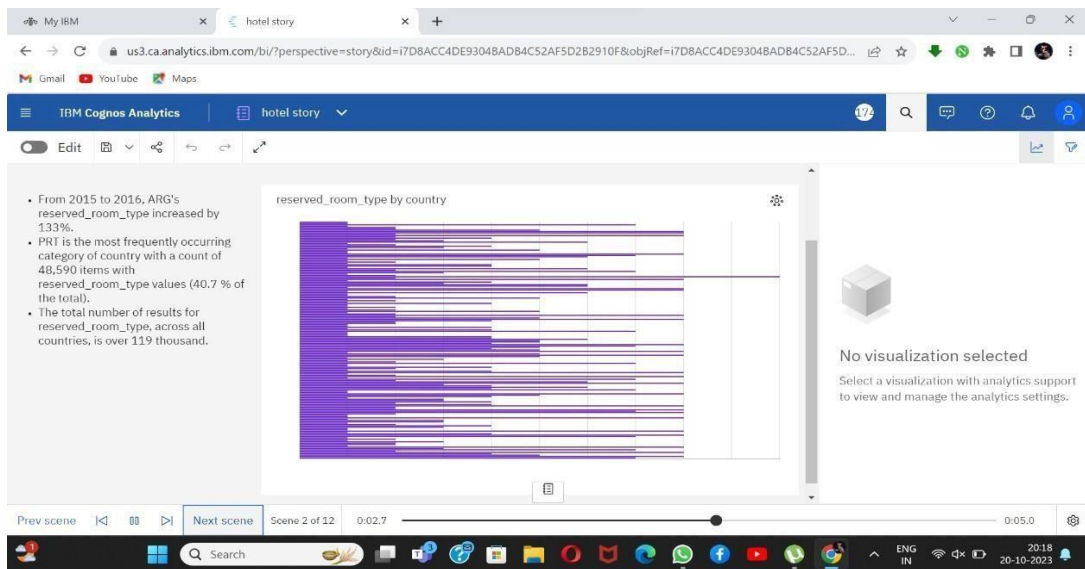 My IBM
hotel story
us3.ca.analytics.ibm.com/bi/?perspective=story&id=i7D8ACC4DE9304BADB4C52AF5D2B2910F&objRef=i7D8ACC4DE9304BADB4C52AF5D...
Gmail
YouTube
Maps
IBM Cognos Analytics
hotel story
174
Edit
• From 2015 to 2016, ARG's
reserved_room_type increased by
133%.
• PRT is the most frequently occurring
category of country with a count of
48,590 items with
reserved_room_type values (40.7 % of
the total).
• The total number of results for
reserved_room_type, across all
countries, is over 119 thousand.
reserved_room_type by country
No visualization selected
Select a visualization with analytics support
to view and manage the analytics settings.
Prev scene
Next scene
Scene 2 of 12
0:02.7
0:05.0
Search
ENG
IN
20:18
20-10-2023